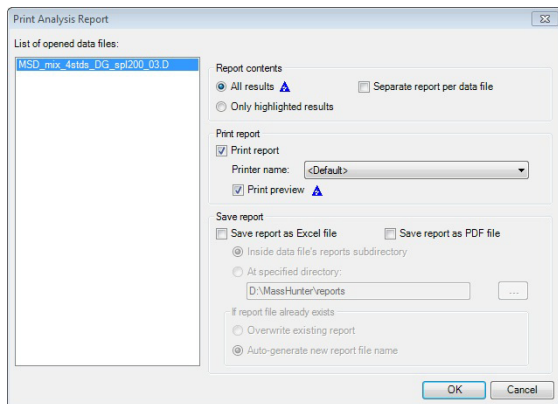 Print Analysis Report
List of opened data files:
MSD_mix_4stds_DG_spl200_03.D
Report contents
All results
Separate report per data file
Only highlighted results
Print report
Print report
Printer name: <Default>
Print preview
Save report
Save report as Excel file
Save report as PDF file
Inside data file's reports subdirectory
At specified directory:
D:\MassHunter\reports
...
If report file already exists
Overwrite existing report
Auto-generate new report file name
OK
Cancel